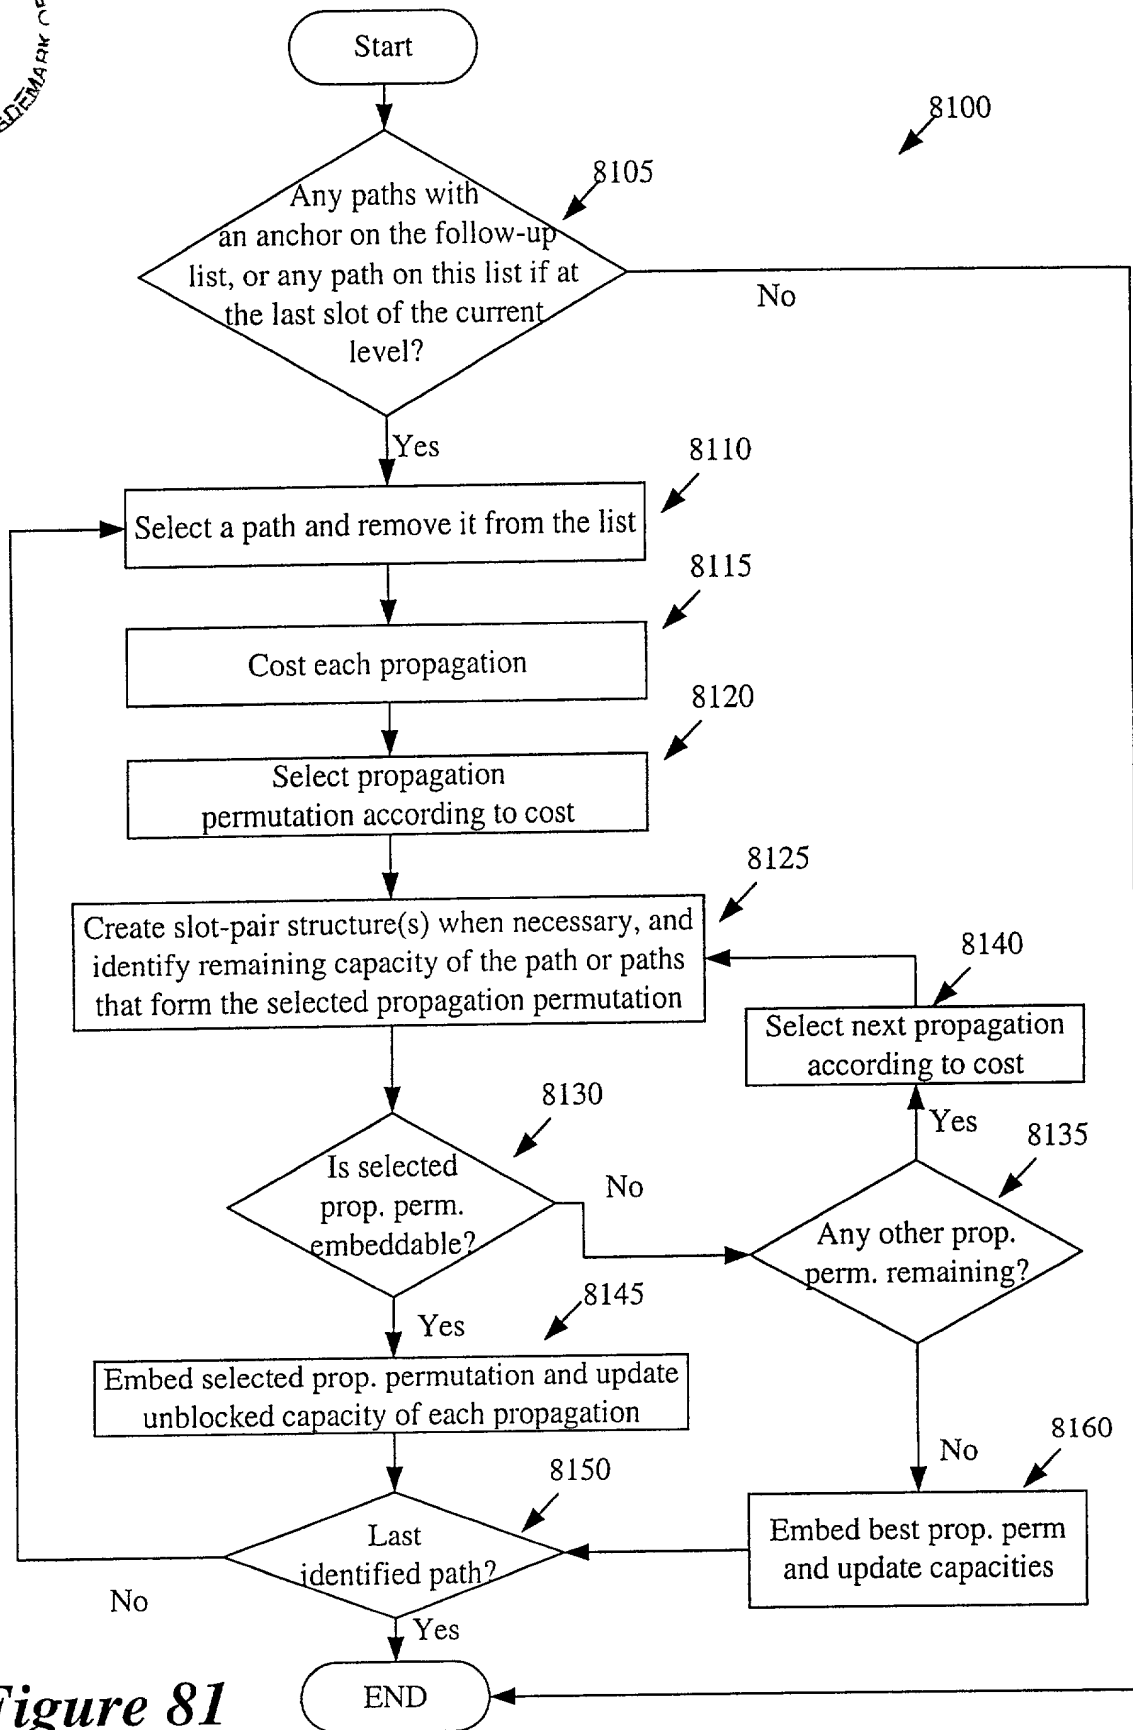 Start
8100
8105
Any paths with
an anchor on the follow-up
list, or any path on this list if at
the last slot of the current
level?
No
Yes
8110
Select a path and remove it from the list
8115
Cost each propagation
8120
Select propagation
permutation according to cost
8125
Create slot-pair structure(s) when necessary, and
identify remaining capacity of the path or paths
that form the selected propagation permutation
8140
Select next propagation
according to cost
8130
Yes
8135
Is selected
prop. perm.
embeddable?
No
Any other prop.
perm. remaining?
8145
Yes
Embed selected prop. permutation and update
unblocked capacity of each propagation
8150
No
8160
Last
identified path?
Embed best prop. perm
and update capacities
No
Yes
END
Figure 81